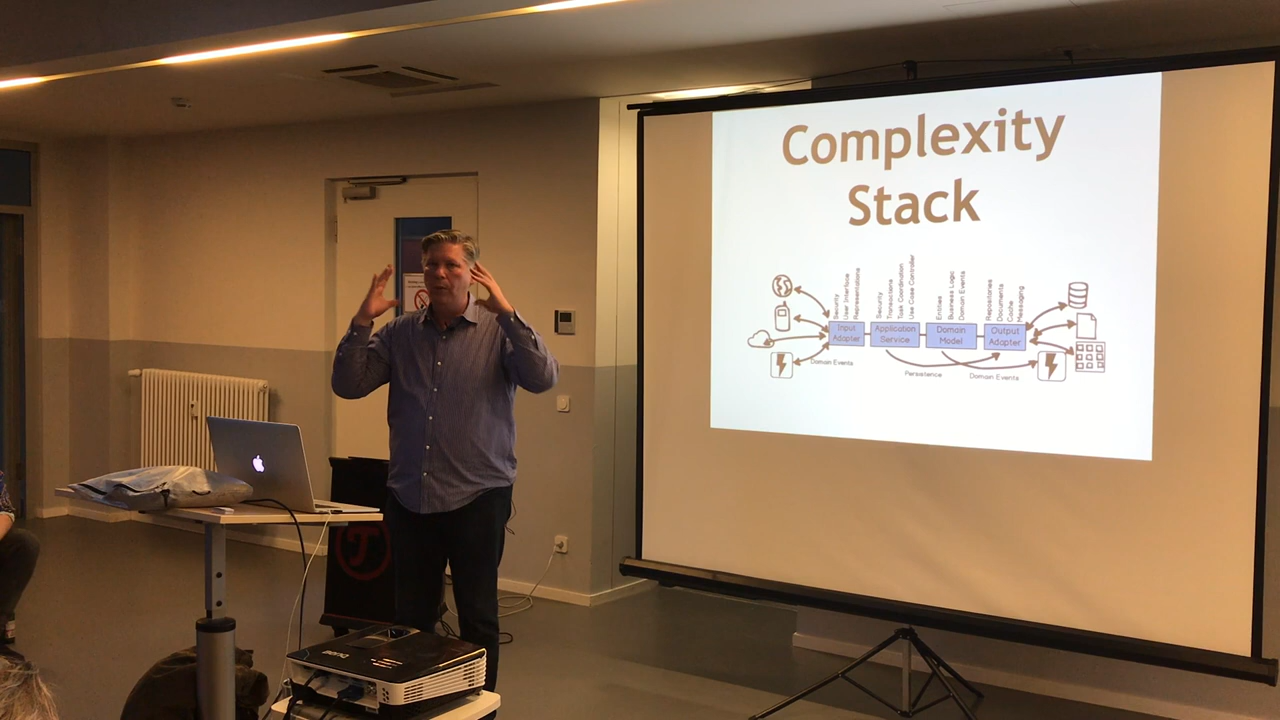 Complexity
Stack
Security
User Interface
Representations
Security
Transactions
Task Coordination
Use Case Controller
Entities
Business Logic
Domain Events
Repositories
Documents
Cache
Messaging
Input
Adapter
Application
Service
Domain
Model
Output
Adapter
Domain Events
Persistence
Domain Events
BenQ
T